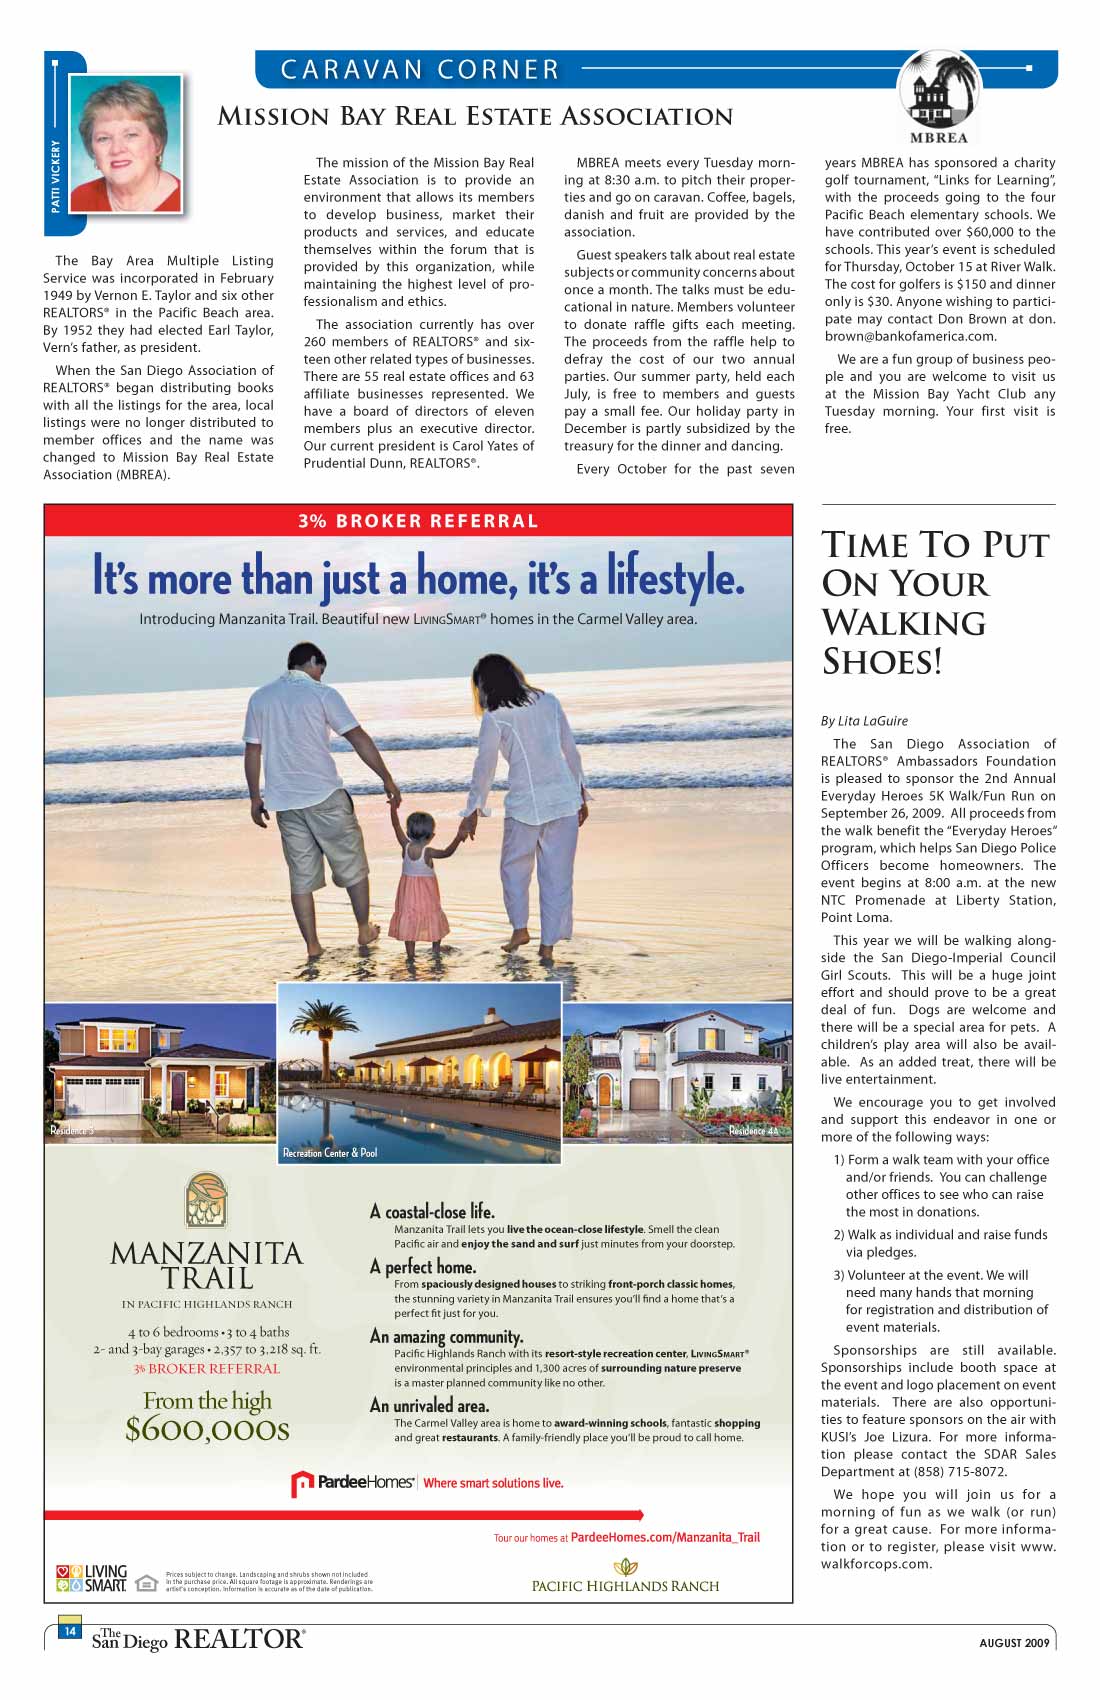 CARAVAN CORNER
MISSION BAY REAL ESTATE ASSOCIATION
MBREA
PATTI VICKERY
The Bay Area Multiple Listing
Service was incorporated in February
1949 by Vernon E. Taylor and six other
REALTORS® in the Pacific Beach area.
By 1952 they had elected Earl Taylor,
Vern's father, as president.
When the San Diego Association of
REALTORS® began distributing books
with all the listings for the area, local
listings were no longer distributed to
member offices and the name was
changed to Mission Bay Real Estate
Association (MBREA).
The mission of the Mission Bay Real
Estate Association is to provide an
environment that allows its members
to develop business, market their
products and services, and educate
themselves within the forum that is
provided by this organization, while
maintaining the highest level of pro-
fessionalism and ethics.
The association currently has over
260 members of REALTORS® and six-
teen other related types of businesses.
There are 55 real estate offices and 63
affiliate businesses represented. We
have a board of directors of eleven
members plus an executive director.
Our current president is Carol Yates of
Prudential Dunn, REALTORS®.
MBREA meets every Tuesday morn-
ing at 8:30 a.m. to pitch their proper-
ties and go on caravan. Coffee, bagels,
danish and fruit are provided by the
association.
Guest speakers talk about real estate
subjects or community concerns about
once a month. The talks must be edu-
cational in nature. Members volunteer
to donate raffle gifts each meeting.
The proceeds from the raffle help to
defray the cost of our two annual
parties. Our summer party, held each
July, is free to members and guests
pay a small fee. Our holiday party in
December is partly subsidized by the
treasury for the dinner and dancing.
Every October for the past seven
years MBREA has sponsored a charity
golf tournament, "Links for Learning",
with the proceeds going to the four
Pacific Beach elementary schools. We
have contributed over $60,000 to the
schools. This year's event is scheduled
for Thursday, October 15 at River Walk.
The cost for golfers is $150 and dinner
only is $30. Anyone wishing to partici-
pate may contact Don Brown at don.
brown@bankofamerica.com.
We are a fun group of business peo-
ple and you are welcome to visit us
at the Mission Bay Yacht Club any
Tuesday morning. Your first visit is
free.
3% BROKER REFERRAL
It's more than just a home, it's a lifestyle.
Introducing Manzanita Trail. Beautiful new LIVINGSMART® homes in the Carmel Valley area.
Residence 3
Recreation Center & Pool
Residence 4A
MANZANITA
TRAIL
IN PACIFIC HIGHLANDS RANCH
4 to 6 bedrooms • 3 to 4 baths
2- and 3-bay garages • 2,357 to 3,218 sq. ft.
3% BROKER REFERRAL
From the high
$600,000s
A coastal-close life.
Manzanita Trail lets you live the ocean-close lifestyle. Smell the clean
Pacific air and enjoy the sand and surf just minutes from your doorstep.
A perfect home.
From spaciously designed houses to striking front-porch classic homes,
the stunning variety in Manzanita Trail ensures you'll find a home that's a
perfect fit just for you.
An amazing community.
Pacific Highlands Ranch with its resort-style recreation center, LIVINGSMART®
environmental principles and 1,300 acres of surrounding nature preserve
is a master planned community like no other.
An unrivaled area.
The Carmel Valley area is home to award-winning schools, fantastic shopping
and great restaurants. A family-friendly place you'll be proud to call home.
PardeeHomes® Where smart solutions live.
Tour our homes at PardeeHomes.com/Manzanita_Trail
LIVING
SMART
Prices subject to change. Landscaping and shrubs shown not included
in the purchase price. All square footage is approximate. Renderings are
artist's conception. Information is accurate as of the date of publication.
PACIFIC HIGHLANDS RANCH
TIME TO PUT
ON YOUR
WALKING
SHOES!
By Lita LaGuire
The San Diego Association of
REALTORS® Ambassadors Foundation
is pleased to sponsor the 2nd Annual
Everyday Heroes 5K Walk/Fun Run on
September 26, 2009. All proceeds from
the walk benefit the "Everyday Heroes"
program, which helps San Diego Police
Officers become homeowners. The
event begins at 8:00 a.m. at the new
NTC Promenade at Liberty Station,
Point Loma.
This year we will be walking along-
side the San Diego-Imperial Council
Girl Scouts. This will be a huge joint
effort and should prove to be a great
deal of fun. Dogs are welcome and
there will be a special area for pets. A
children's play area will also be avail-
able. As an added treat, there will be
live entertainment.
We encourage you to get involved
and support this endeavor in one or
more of the following ways:
1) Form a walk team with your office
and/or friends. You can challenge
other offices to see who can raise
the most in donations.
2) Walk as individual and raise funds
via pledges.
3) Volunteer at the event. We will
need many hands that morning
for registration and distribution of
event materials.
Sponsorships are still available.
Sponsorships include booth space at
the event and logo placement on event
materials. There are also opportuni-
ties to feature sponsors on the air with
KUSI's Joe Lizura. For more informa-
tion please contact the SDAR Sales
Department at (858) 715-8072.
We hope you will join us for a
morning of fun as we walk (or run)
for a great cause. For more informa-
tion or to register, please visit www.
walkforcops.com.
14
The San Diego REALTOR®
AUGUST 2009